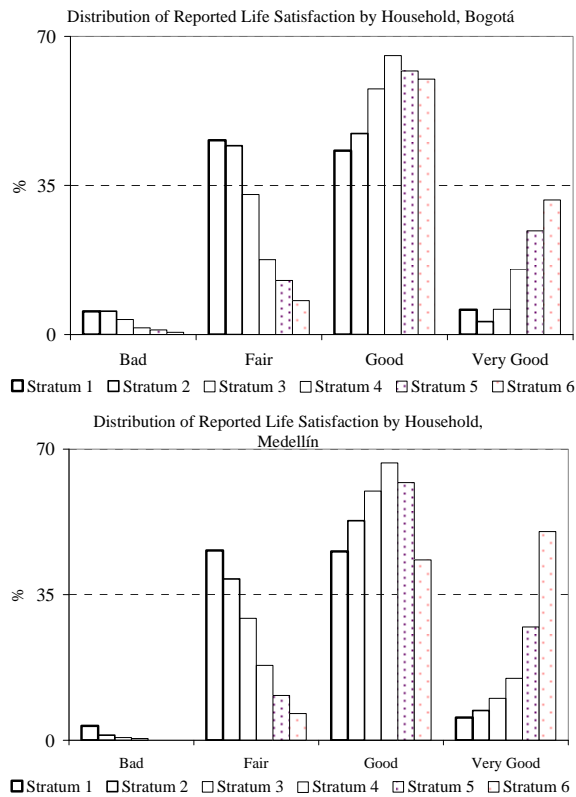 Distribution of Reported Life Satisfaction by Household, Bogotá
70
%
35
0
Bad Fair Good Very Good
Stratum 1 Stratum 2 Stratum 3 Stratum 4 Stratum 5 Stratum 6
Distribution of Reported Life Satisfaction by Household,
Medellín
70
%
35
0
Bad Fair Good Very Good
Stratum 1 Stratum 2 Stratum 3 Stratum 4 Stratum 5 Stratum 6